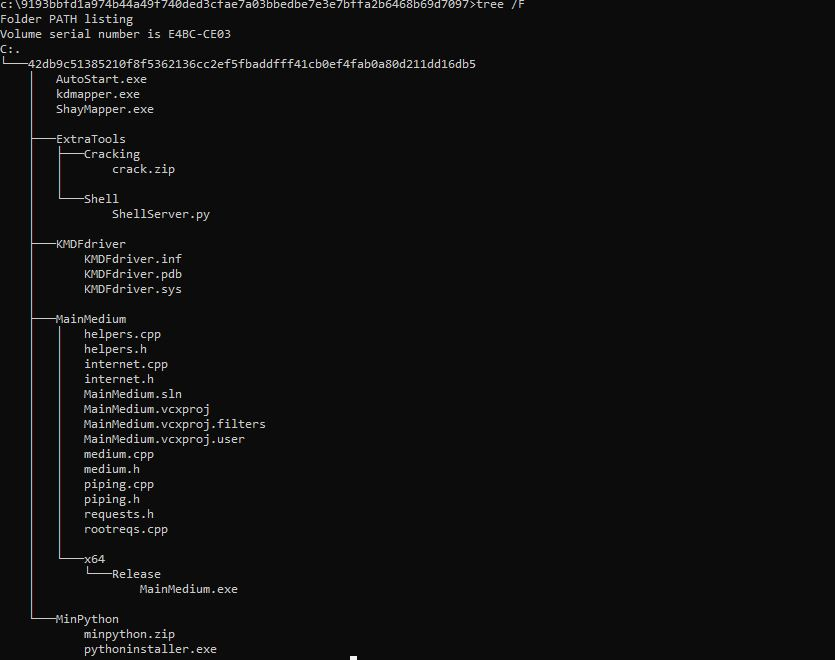 c:\9193bbfd1a974b44a49f740ded3cfae7a03bbedbe7e3e7bffa2b6468b69d7097>tree /F
Folder PATH listing
Volume serial number is E4BC-CE03
C:.
└───42db9c51385210f8f5362136cc2ef5fbaddfff41cb0ef4fab0a80d211dd16db5
    │   AutoStart.exe
    │   kdmapper.exe
    │   ShayMapper.exe
    │
    ├───ExtraTools
    │   ├───Cracking
    │   │       crack.zip
    │   │
    │   └───Shell
    │           ShellServer.py
    │
    ├───KMDFdriver
    │       KMDFdriver.inf
    │       KMDFdriver.pdb
    │       KMDFdriver.sys
    │
    ├───MainMedium
    │   │   helpers.cpp
    │   │   helpers.h
    │   │   internet.cpp
    │   │   internet.h
    │   │   MainMedium.sln
    │   │   MainMedium.vcxproj
    │   │   MainMedium.vcxproj.filters
    │   │   MainMedium.vcxproj.user
    │   │   medium.cpp
    │   │   medium.h
    │   │   piping.cpp
    │   │   piping.h
    │   │   requests.h
    │   │   rootreqs.cpp
    │   │
    │   └───x64
    │       └───Release
    │               MainMedium.exe
    │
    └───MinPython
            minpython.zip
            pythoninstaller.exe